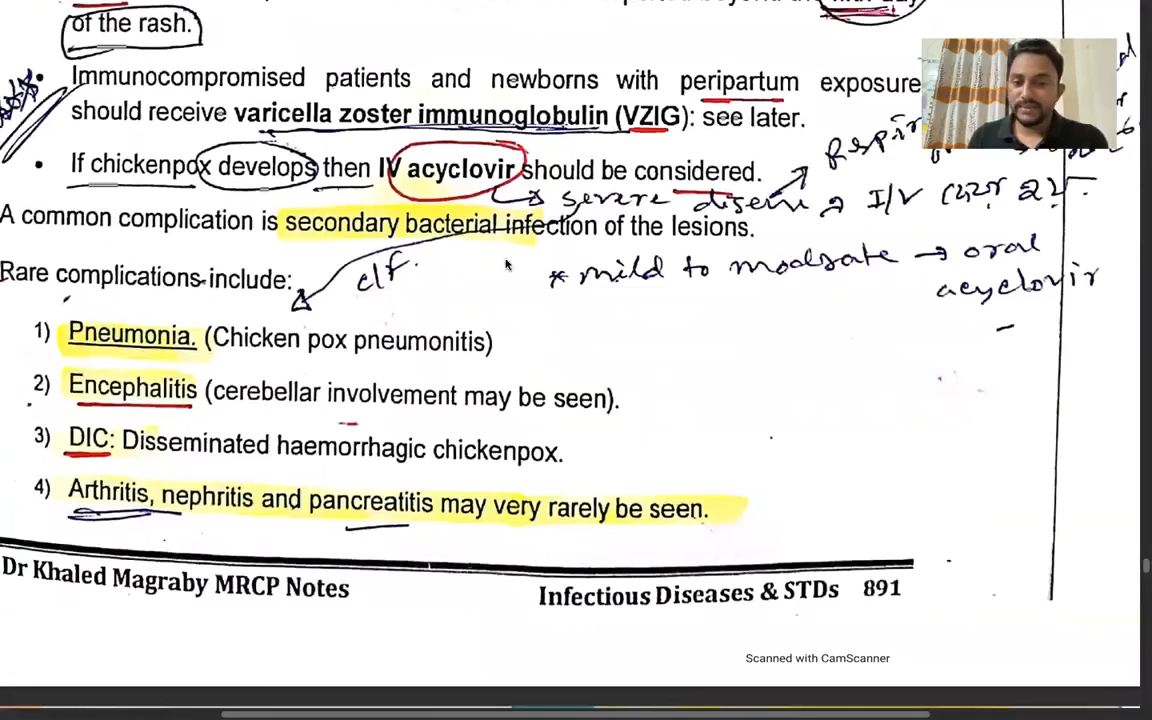 of the rash.
Immunocompromised patients and newborns with peripartum exposure
should receive varicella zoster immunoglobulin (VZIG): see later.
• If chickenpox develops then IV acyclovir should be considered.
severe I/V
A common complication is secondary bacterial infection of the lesions.
* mild to moderate → oral
acyclovir
Rare complications include: c/f.
1) Pneumonia. (Chicken pox pneumonitis)
2) Encephalitis (cerebellar involvement may be seen).
3) DIC: Disseminated haemorrhagic chickenpox.
4) Arthritis, nephritis and pancreatitis may very rarely be seen.
Dr Khaled Magraby MRCP Notes Infectious Diseases & STDs 891
Scanned with CamScanner